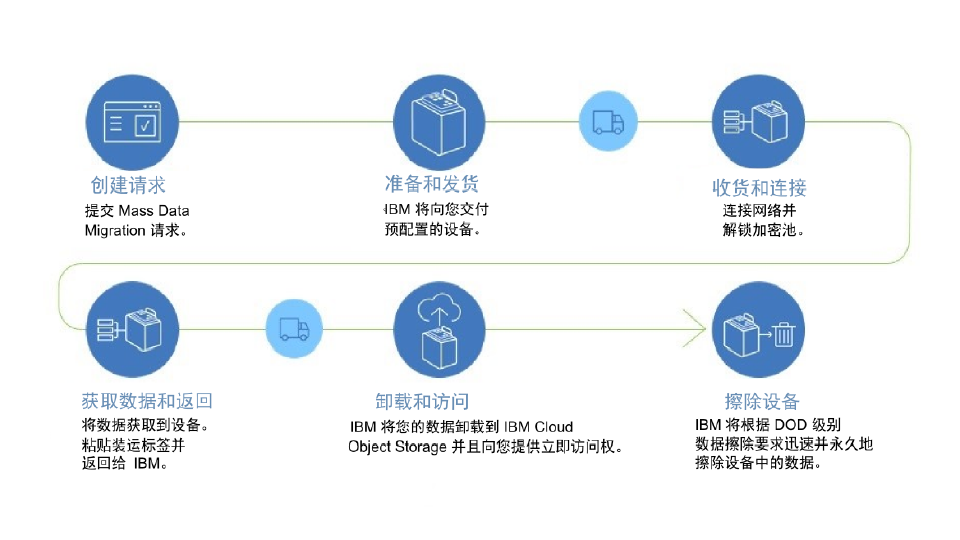 创建请求
提交 Mass Data
Migration 请求。
准备和发货
IBM 将向您交付
预配置的设备。
收货和连接
连接网络并
解锁加密池。
获取数据和返回
将数据获取到设备。
粘贴装运标签并
返回给 IBM。
卸载和访问
IBM 将您的数据卸载到 IBM Cloud
Object Storage 并且向您提供立即访问权。
擦除设备
IBM 将根据 DOD 级别
数据擦除要求迅速并永久地
擦除设备中的数据。